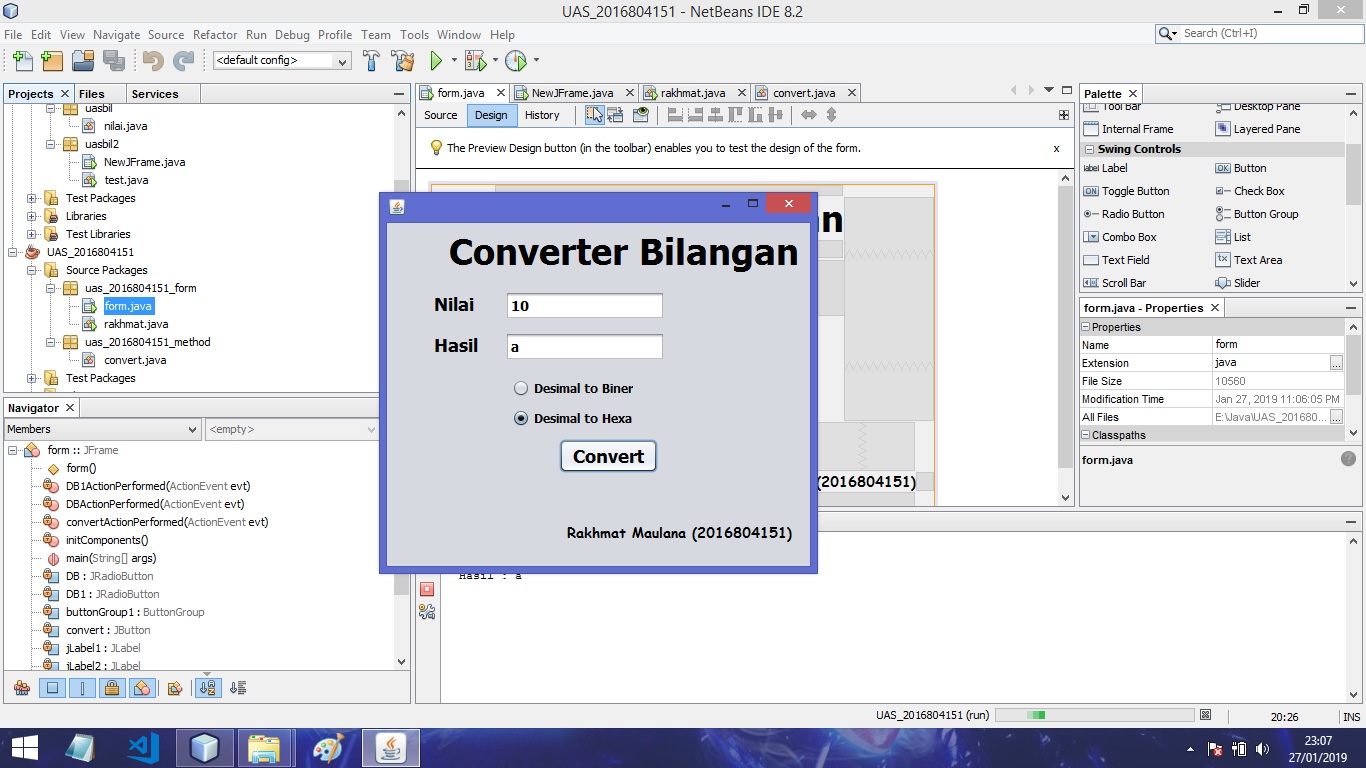 UAS_2016804151 - NetBeans IDE 8.2
File Edit View Navigate Source Refactor Run Debug Profile Team Tools Window Help
Search (Ctrl+I)
<default config>
Projects Files Services
uasbil
nilai.java
uasbil2
NewJFrame.java
test.java
Test Packages
Libraries
Test Libraries
UAS_2016804151
Source Packages
uas_2016804151_form
form.java
rakhmat.java
uas_2016804151_method
convert.java
Test Packages
Navigator
Members
<empty>
form :: JFrame
form()
DB1ActionPerformed(ActionEvent evt)
DBActionPerformed(ActionEvent evt)
convertActionPerformed(ActionEvent evt)
initComponents()
main(String[] args)
DB : JRadioButton
DB1 : JRadioButton
buttonGroup1 : ButtonGroup
convert : JButton
jLabel1 : JLabel
jLabel2 : JLabel
form.java NewJFrame.java rakhmat.java convert.java
Source Design History
The Preview Design button (in the toolbar) enables you to test the design of the form. x
an
(2016804151)
Converter Bilangan
Nilai 10
Hasil a
Desimal to Biner
Desimal to Hexa
Convert
Rakhmat Maulana (2016804151)
Hasil : a
Palette
Tool Bar Desktop Pane
Internal Frame Layered Pane
Swing Controls
Label Button
Toggle Button Check Box
Radio Button Button Group
Combo Box List
Text Field Text Area
Scroll Bar Slider
form.java - Properties
Properties
Name form
Extension java
File Size 10560
Modification Time Jan 27, 2019 11:06:05 PM
All Files E:\Java\UAS_201680...
Classpaths
form.java
UAS_2016804151 (run)
20:26 INS
23:07
27/01/2019